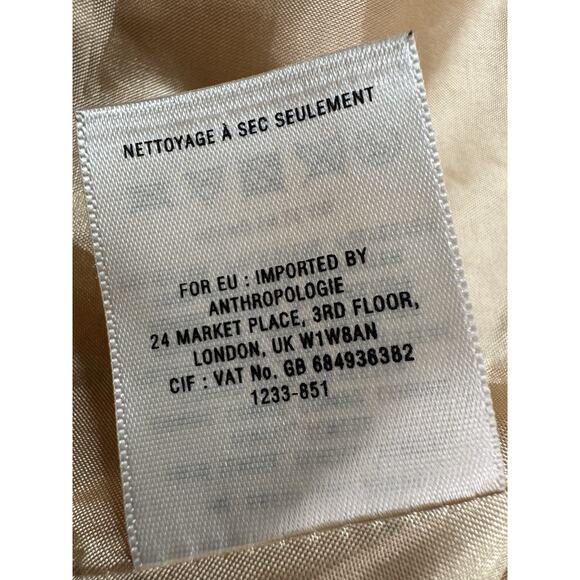 NETTOYAGE À SEC SEULEMENT
FOR EU : IMPORTED BY
ANTHROPOLOGIE
24 MARKET PLACE, 3RD FLOOR,
LONDON, UK W1W8AN
CIF : VAT No. GB 684936382
1233-851